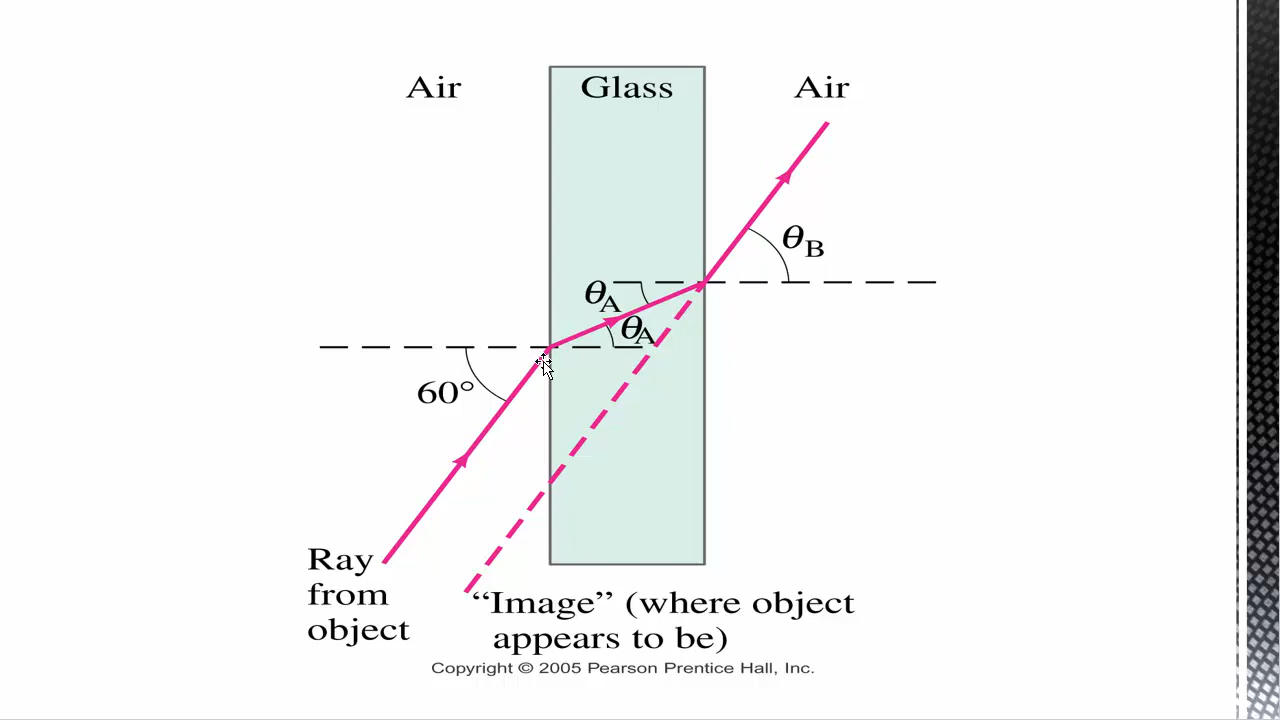 Air
Glass
Air
θB
θA
θA
60°
Ray
from
object
“Image” (where object
appears to be)
Copyright © 2005 Pearson Prentice Hall, Inc.